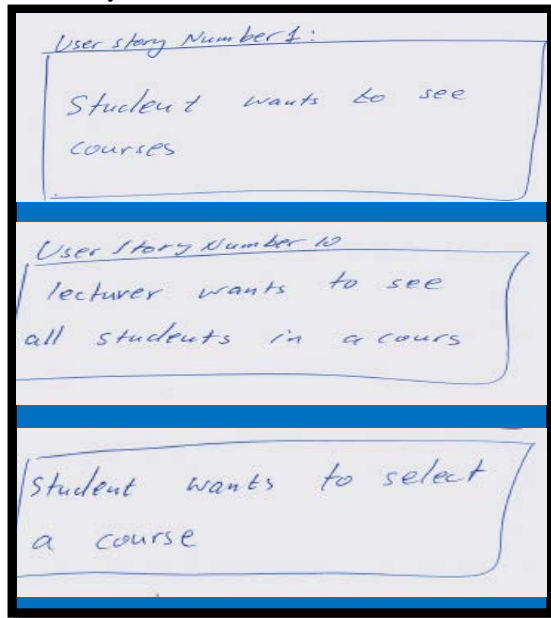 User story Number 1:
Student wants to see
courses
User Story Number 10
lecturer wants to see
all students in a cours
Student wants to select
a course